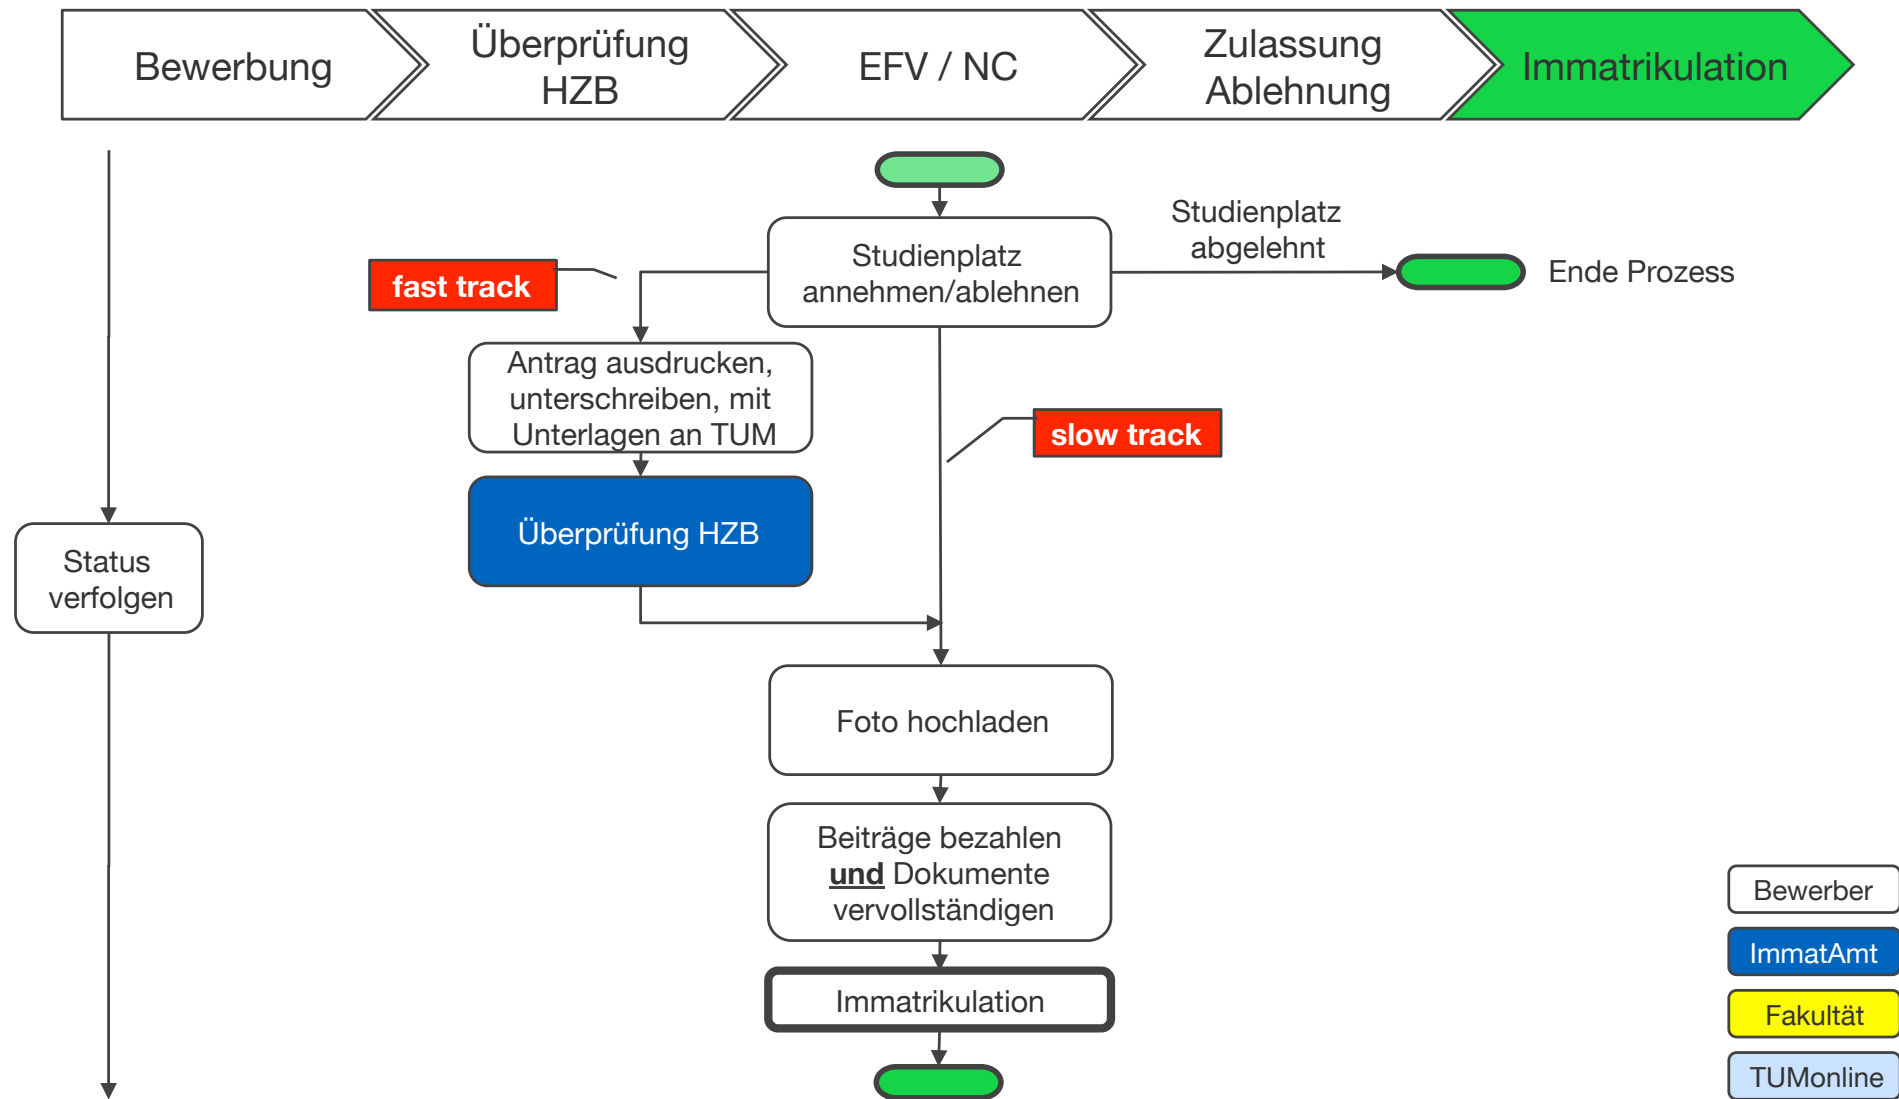 Bewerbung
Überprüfung
HZB
EFV / NC
Zulassung
Ablehnung
Immatrikulation
Studienplatz
annehmen/ablehnen
Studienplatz
abgelehnt
Ende Prozess
fast track
Antrag ausdrucken,
unterschreiben, mit
Unterlagen an TUM
slow track
Überprüfung HZB
Status
verfolgen
Foto hochladen
Beiträge bezahlen
und Dokumente
vervollständigen
Immatrikulation
Bewerber
ImmatAmt
Fakultät
TUMonline